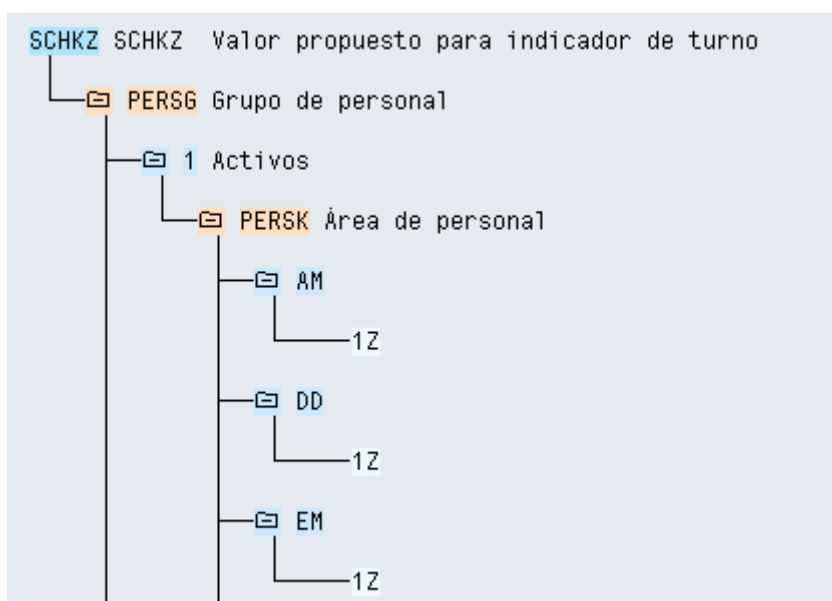 SCHKZ SCHKZ Valor propuesto para indicador de turno
PERSG Grupo de personal
1 Activos
PERSK Área de personal
AM
1Z
DD
1Z
EM
1Z